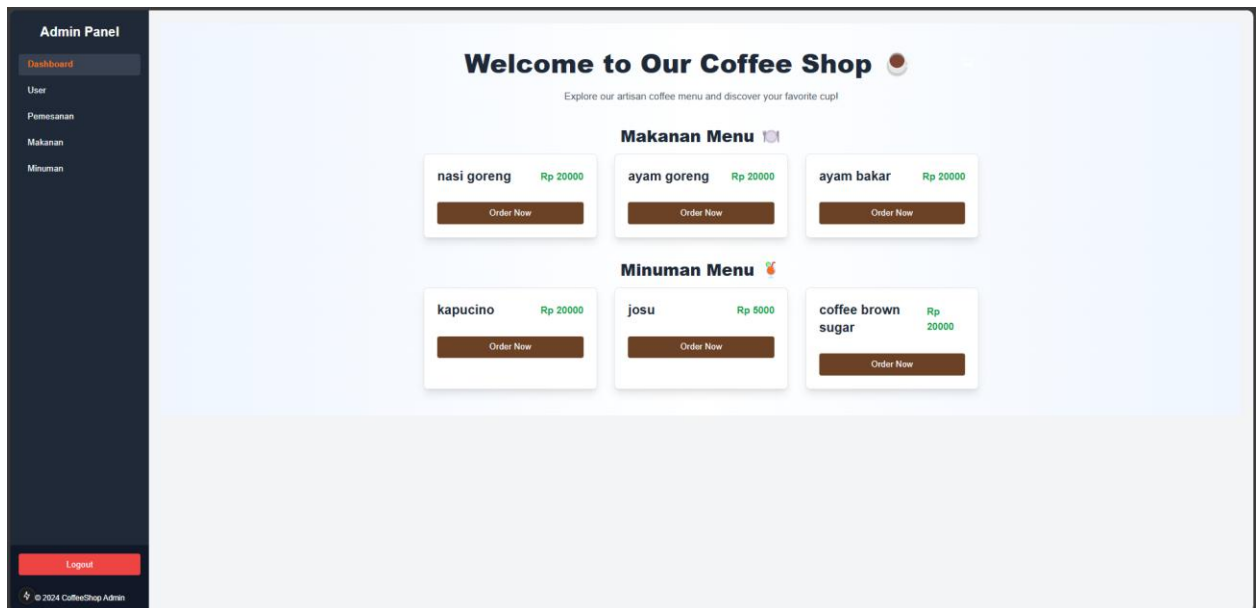 Admin Panel
Dashboard
User
Pemesanan
Makanan
Minuman
Logout
© 2024 CoffeeShop Admin
Welcome to Our Coffee Shop
Explore our artisan coffee menu and discover your favorite cup!
Makanan Menu
nasi goreng Rp 20000
Order Now
ayam goreng Rp 20000
Order Now
ayam bakar Rp 20000
Order Now
Minuman Menu
kapucino Rp 20000
Order Now
josu Rp 5000
Order Now
coffee brown Rp
sugar 20000
Order Now